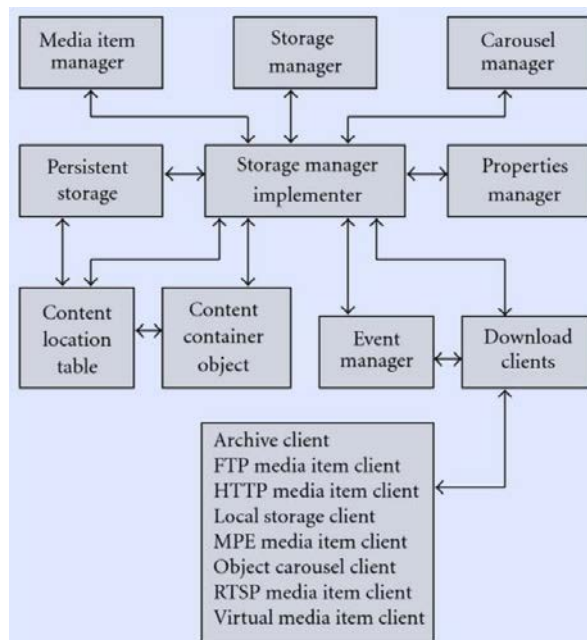 Media item
manager
Storage
manager
Carousel
manager
Persistent
storage
Storage manager
implementer
Properties
manager
Content
location
table
Content
container
object
Event
manager
Download
clients
Archive client
FTP media item client
HTTP media item client
Local storage client
MPE media item client
Object carousel client
RTSP media item client
Virtual media item client